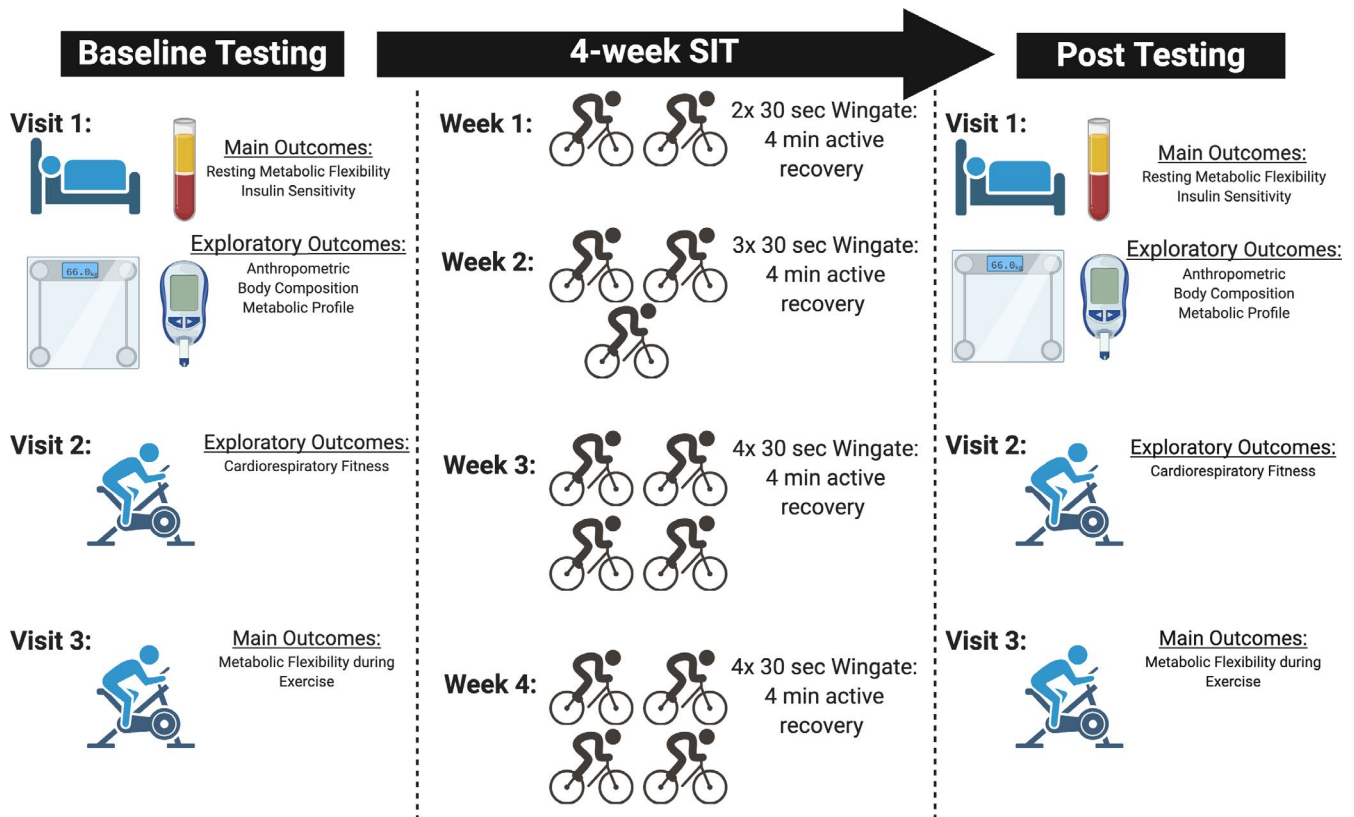 Baseline Testing
4-week SIT
Post Testing
Visit 1:
Main Outcomes:
Resting Metabolic Flexibility
Insulin Sensitivity
66.0kg
Exploratory Outcomes:
Anthropometric
Body Composition
Metabolic Profile
Visit 2:
Exploratory Outcomes:
Cardiorespiratory Fitness
Visit 3:
Main Outcomes:
Metabolic Flexibility during
Exercise
Week 1:
2x 30 sec Wingate:
4 min active
recovery
Week 2:
3x 30 sec Wingate:
4 min active
recovery
Week 3:
4x 30 sec Wingate:
4 min active
recovery
Week 4:
4x 30 sec Wingate:
4 min active
recovery
Visit 1:
Main Outcomes:
Resting Metabolic Flexibility
Insulin Sensitivity
66.0kg
Exploratory Outcomes:
Anthropometric
Body Composition
Metabolic Profile
Visit 2:
Exploratory Outcomes:
Cardiorespiratory Fitness
Visit 3:
Main Outcomes:
Metabolic Flexibility during
Exercise